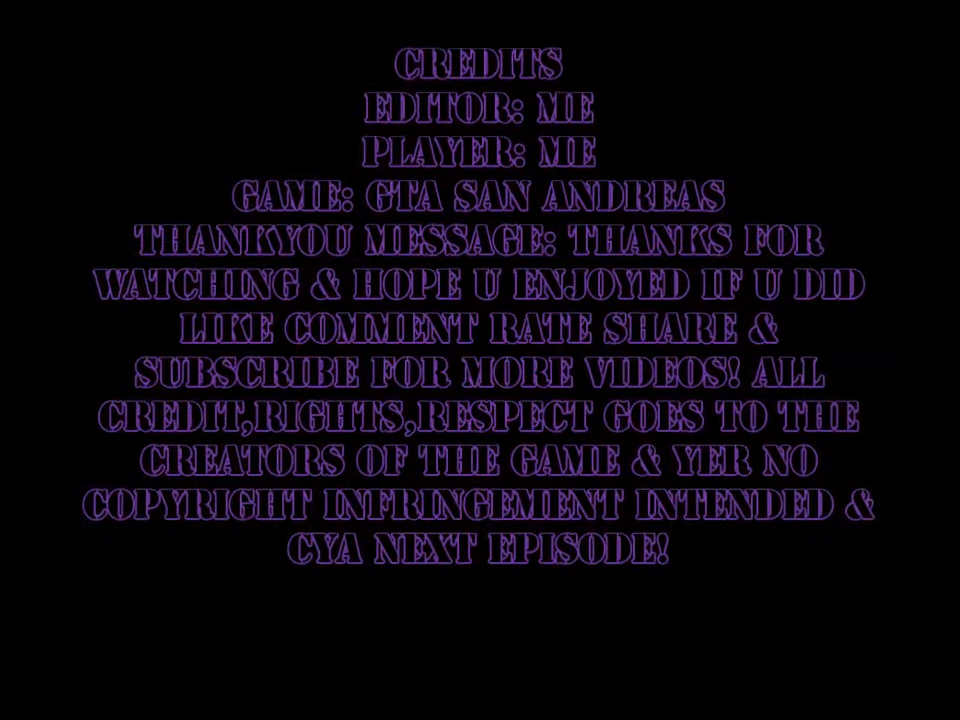 CREDITS
EDITOR: ME
PLAYER: ME
GAME: GTA SAN ANDREAS
THANKYOU MESSAGE: THANKS FOR
WATCHING & HOPE U ENJOYED IF U DID
LIKE COMMENT RATE SHARE &
SUBSCRIBE FOR MORE VIDEOS! ALL
CREDIT,RIGHTS,RESPECT GOES TO THE
CREATORS OF THE GAME & YER NO
COPYRIGHT INFRINGEMENT INTENDED &
CYA NEXT EPISODE!